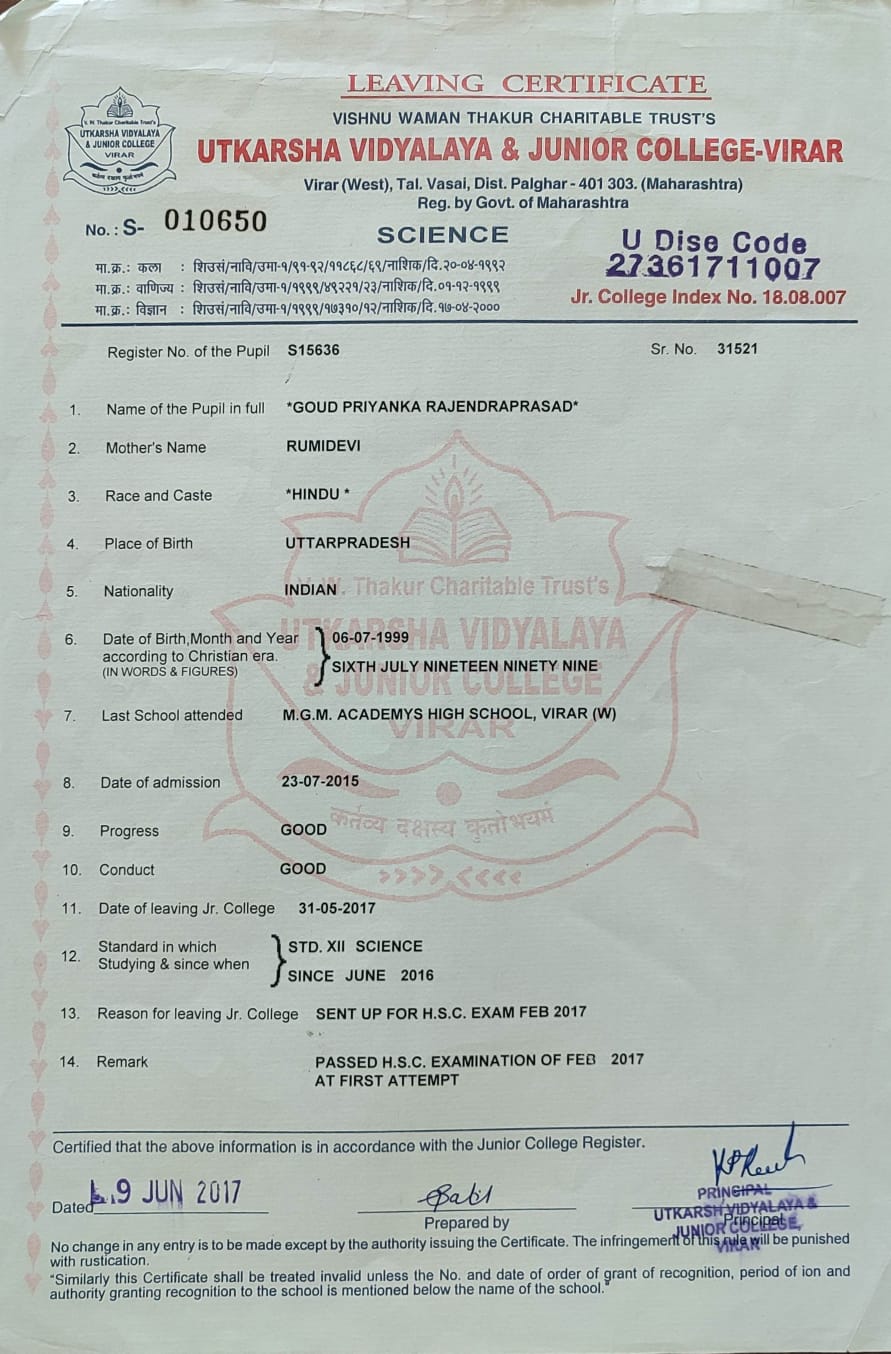 LEAVING CERTIFICATE
VISHNU WAMAN THAKUR CHARITABLE TRUST'S
UTKARSHA VIDYALAYA & JUNIOR COLLEGE-VIRAR
Virar (West), Tal. Vasai, Dist. Palghar - 401 303. (Maharashtra)
Reg. by Govt. of Maharashtra
V. W. Thakur Charitable Trust's
UTKARSHA VIDYALAYA
& JUNIOR COLLEGE
VIRAR
No. : S- 010650
SCIENCE
U Dise Code
27361711007
Jr. College Index No. 18.08.007
मा.क्र.: कला : शिउसं/नावि/उमा-१/९१-९२/११८६८/६९/नाशिक/दि.२०-०४-१९९२
मा.क्र.: वाणिज्य : शिउसं/नावि/उमा-१/१९९९/४९२२१/२३/नाशिक/दि.०१-१२-१९९९
मा.क्र.: विज्ञान : शिउसं/नावि/उमा-१/१९९९/१७३१०/१२/नाशिक/दि.१७-०४-२०००
Register No. of the Pupil S15636 Sr. No. 31521
1. Name of the Pupil in full *GOUD PRIYANKA RAJENDRAPRASAD*
2. Mother's Name RUMIDEVI
3. Race and Caste *HINDU *
4. Place of Birth UTTARPRADESH
5. Nationality INDIAN
V. W. Thakur Charitable Trust's
UTKARSHA VIDYALAYA
& JUNIOR COLLEGE
VIRAR
6. Date of Birth,Month and Year 06-07-1999
according to Christian era.
(IN WORDS & FIGURES) SIXTH JULY NINETEEN NINETY NINE
7. Last School attended M.G.M. ACADEMYS HIGH SCHOOL, VIRAR (W)
8. Date of admission 23-07-2015
कर्तव्य दक्षस्य कुतोभयमं
9. Progress GOOD
10. Conduct GOOD
11. Date of leaving Jr. College 31-05-2017
12. Standard in which STD. XII SCIENCE
Studying & since when SINCE JUNE 2016
13. Reason for leaving Jr. College SENT UP FOR H.S.C. EXAM FEB 2017
14. Remark PASSED H.S.C. EXAMINATION OF FEB 2017
AT FIRST ATTEMPT
Certified that the above information is in accordance with the Junior College Register.
Dated 9 JUN 2017
Prepared by
Principal
PRINCIPAL
UTKARSH VIDYALAYA &
JUNIOR COLLEGE,
VIRAR
No change in any entry is to be made except by the authority issuing the Certificate. The infringement of this rule will be punished
with rustication.
"Similarly this Certificate shall be treated invalid unless the No. and date of order of grant of recognition, period of ion and
authority granting recognition to the school is mentioned below the name of the school."